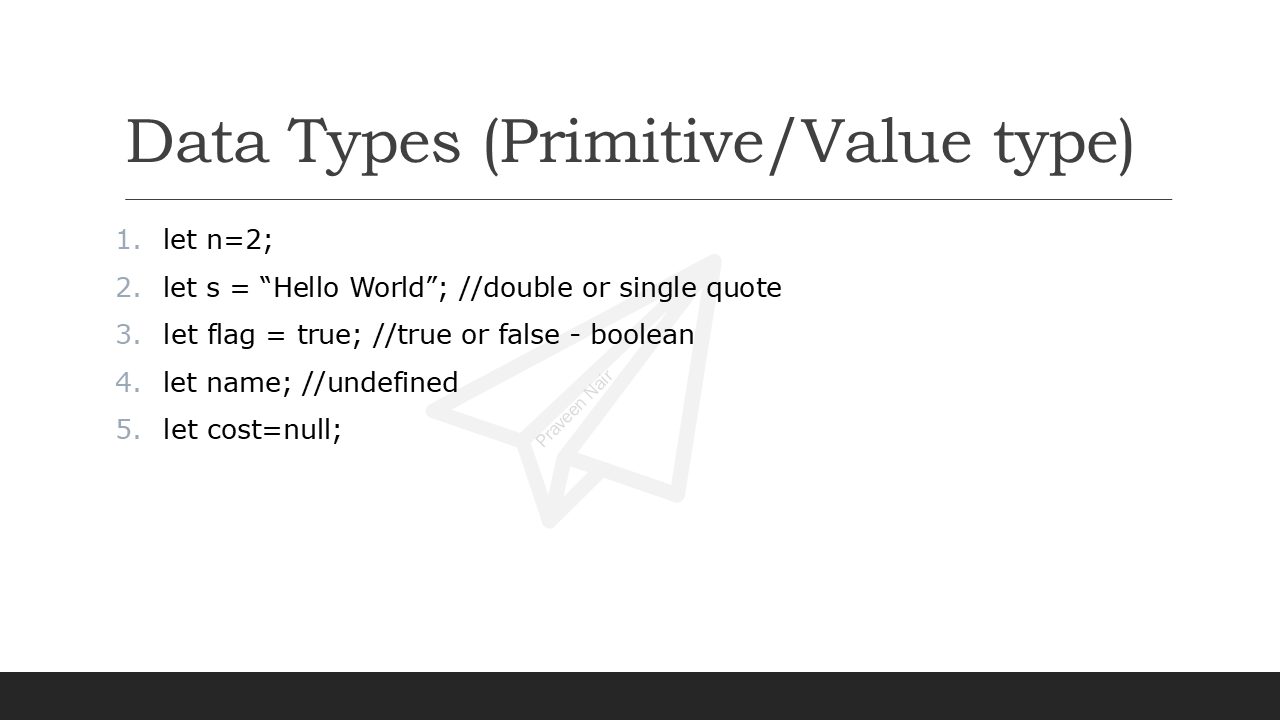 Data Types (Primitive/Value type)
1. let n=2;
2. let s = “Hello World”; //double or single quote
3. let flag = true; //true or false - boolean
4. let name; //undefined
5. let cost=null;
Praveen Nair